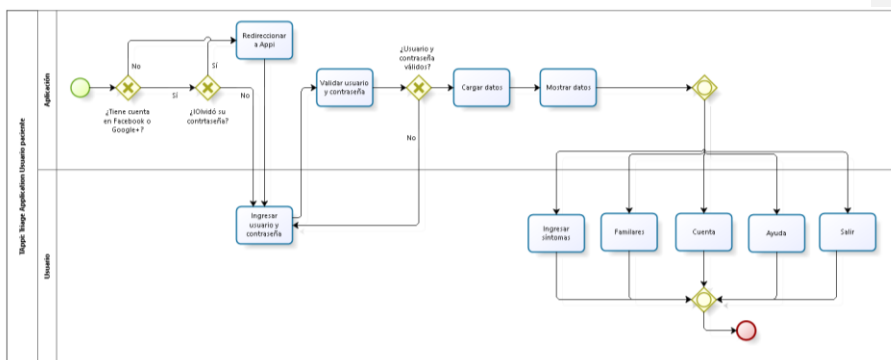 TAppi: Triage Application Usuario paciente
Aplicación
Usuario
Redireccionar
a Appi
No
Sí
Sí
No
¿Tiene cuenta
en Facebook o
Google+?
¿Olvidó su
contraseña?
Validar usuario
y contraseña
¿Usuario y
contraseña
válidos?
No
Cargar datos
Mostrar datos
Ingresar
usuario y
contraseña
Ingresar
síntomas
Familares
Cuenta
Ayuda
Salir